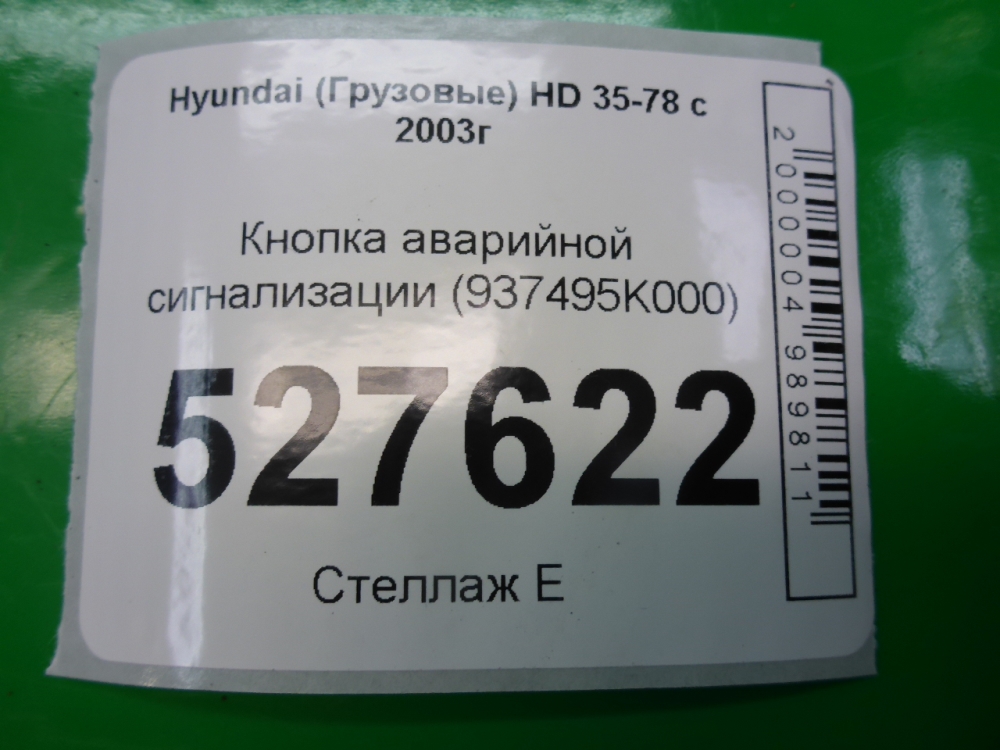 Hyundai (Грузовые) HD 35-78 с
2003г
Кнопка аварийной
сигнализации (937495K000)
527622
Стеллаж Е
2000004989811